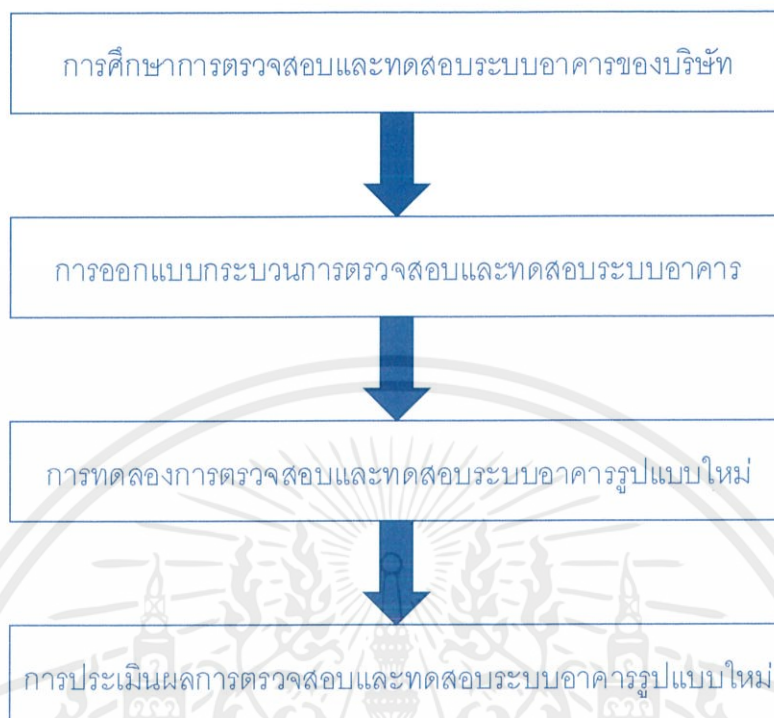 การศึกษาการตรวจสอบและทดสอบระบบอาคารของบริษัท
การออกแบบกระบวนการตรวจสอบและทดสอบระบบอาคาร
การทดลองการตรวจสอบและทดสอบระบบอาคารรูปแบบใหม่
การประเมินผลการตรวจสอบและทดสอบระบบอาคารรูปแบบใหม่